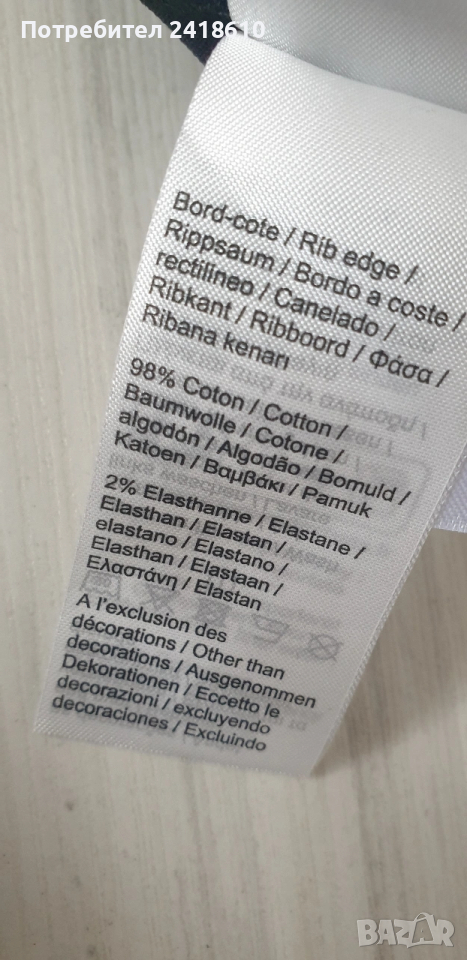 Потребител 2418610
Bord-cote / Rib edge /
Rippsaum / Bordo a coste /
rectilineo / Canelado /
Ribkant / Ribboord / Φάσα /
Ribana kenarı
98% Coton / Cotton /
Baumwolle / Cotone /
algodón / Algodão / Bomuld /
Katoen / Βαμβάκι / Pamuk
2% Elasthanne / Elastane /
Elasthan / Elastan /
elastano / Elastano /
Elasthan / Elastaan /
Ελαστάνη / Elastan
A l'exclusion des
décorations / Other than
decorations / Ausgenommen
Dekorationen / Eccetto le
decorazioni / excluyendo
decoraciones / Excluindo
BAZAR